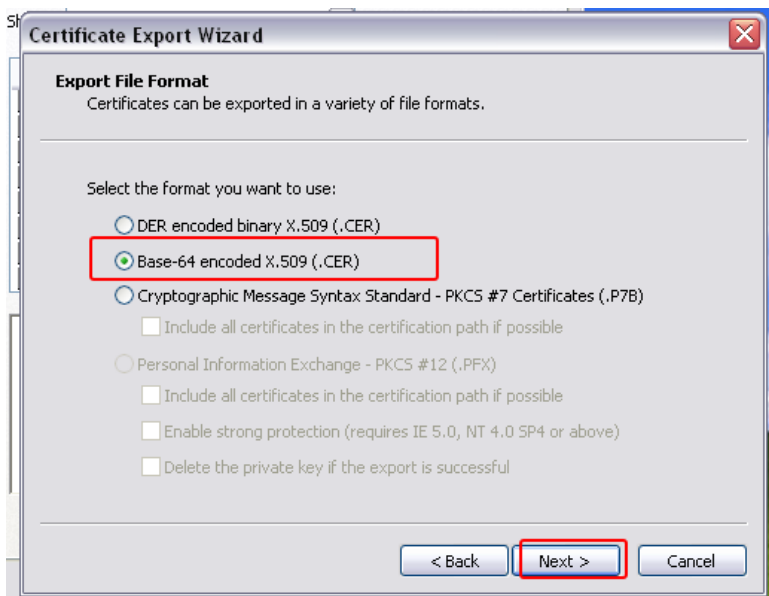 Certificate Export Wizard
Export File Format
Certificates can be exported in a variety of file formats.
Select the format you want to use:
DER encoded binary X.509 (.CER)
Base-64 encoded X.509 (.CER)
Cryptographic Message Syntax Standard - PKCS #7 Certificates (.P7B)
Include all certificates in the certification path if possible
Personal Information Exchange - PKCS #12 (.PFX)
Include all certificates in the certification path if possible
Enable strong protection (requires IE 5.0, NT 4.0 SP4 or above)
Delete the private key if the export is successful
< Back Next > Cancel